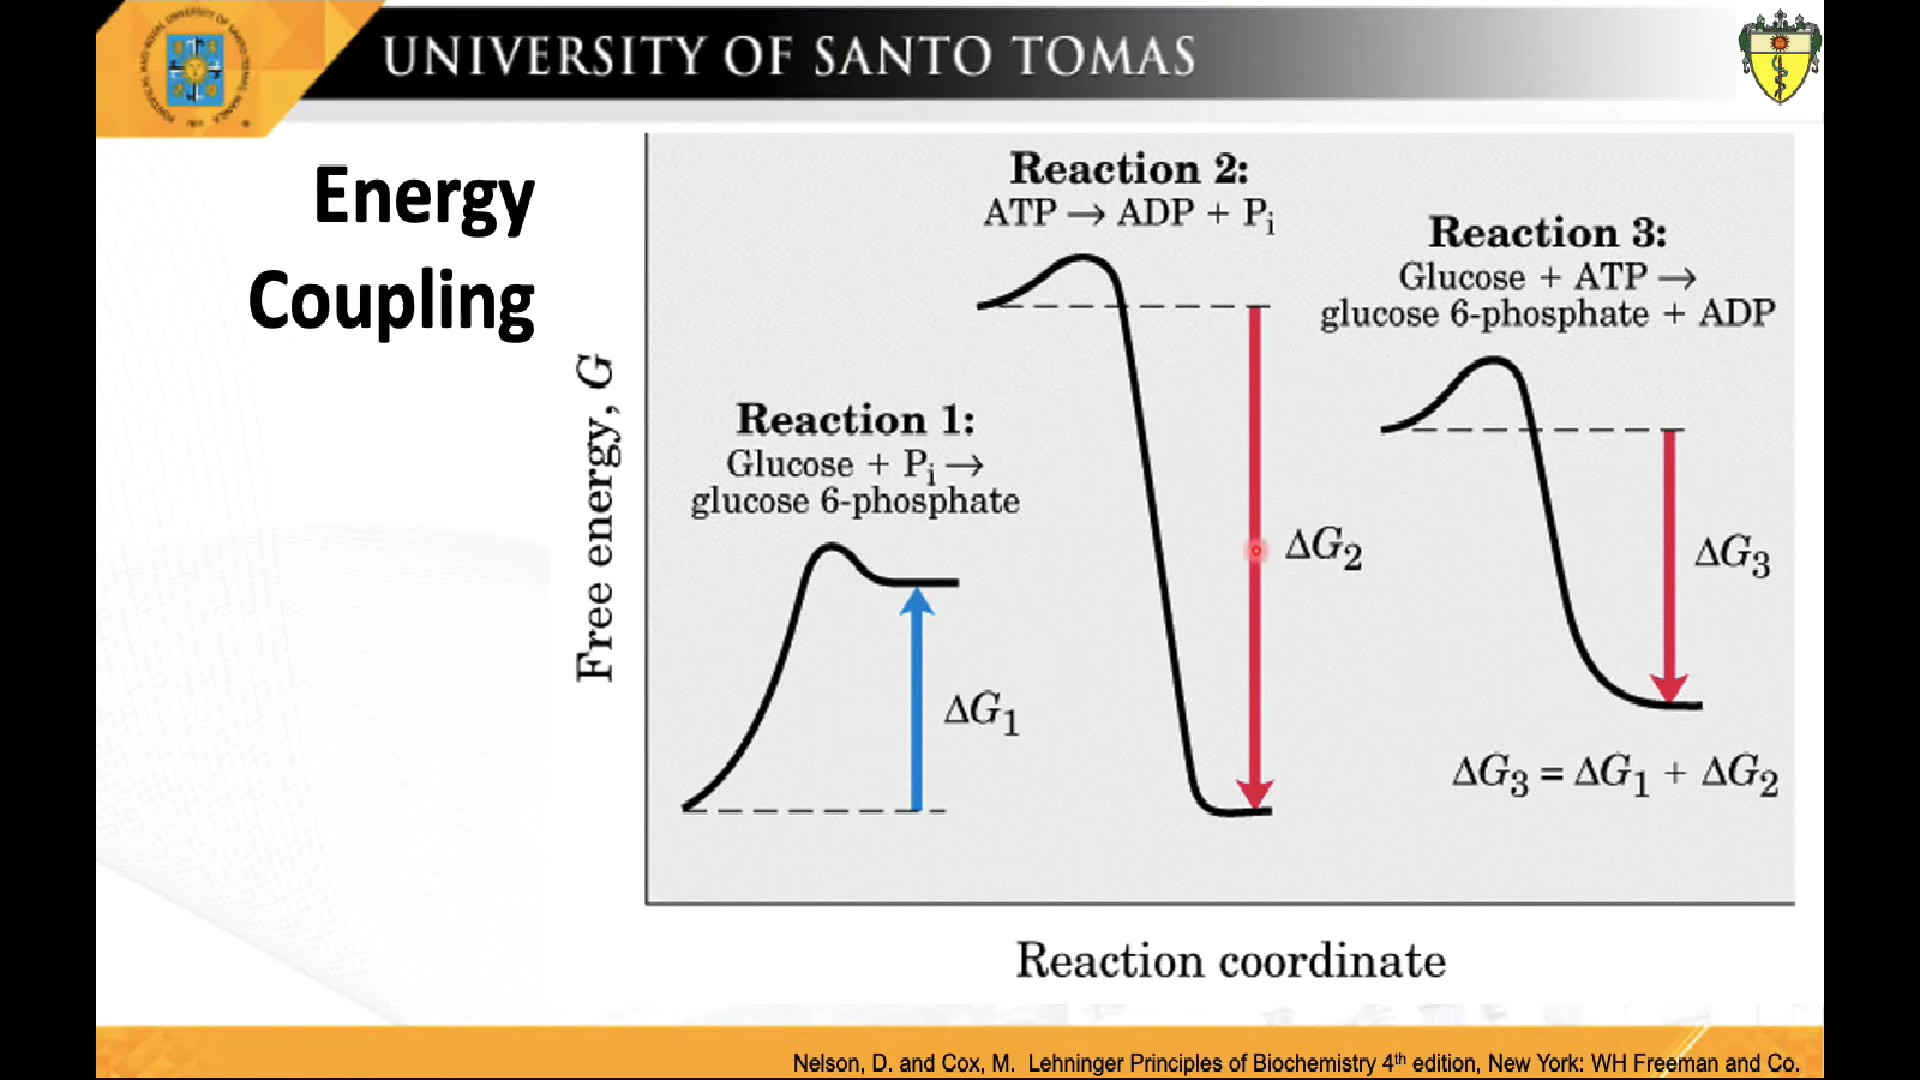 UNIVERSITY OF SANTO TOMAS
Energy
Coupling
Free energy, G
Reaction 1:
Glucose + Pi →
glucose 6-phosphate
ΔG1
Reaction 2:
ATP → ADP + Pi
ΔG2
Reaction 3:
Glucose + ATP →
glucose 6-phosphate + ADP
ΔG3
ΔG3 = ΔG1 + ΔG2
Reaction coordinate
Nelson, D. and Cox, M. Lehninger Principles of Biochemistry 4th edition, New York: WH Freeman and Co.